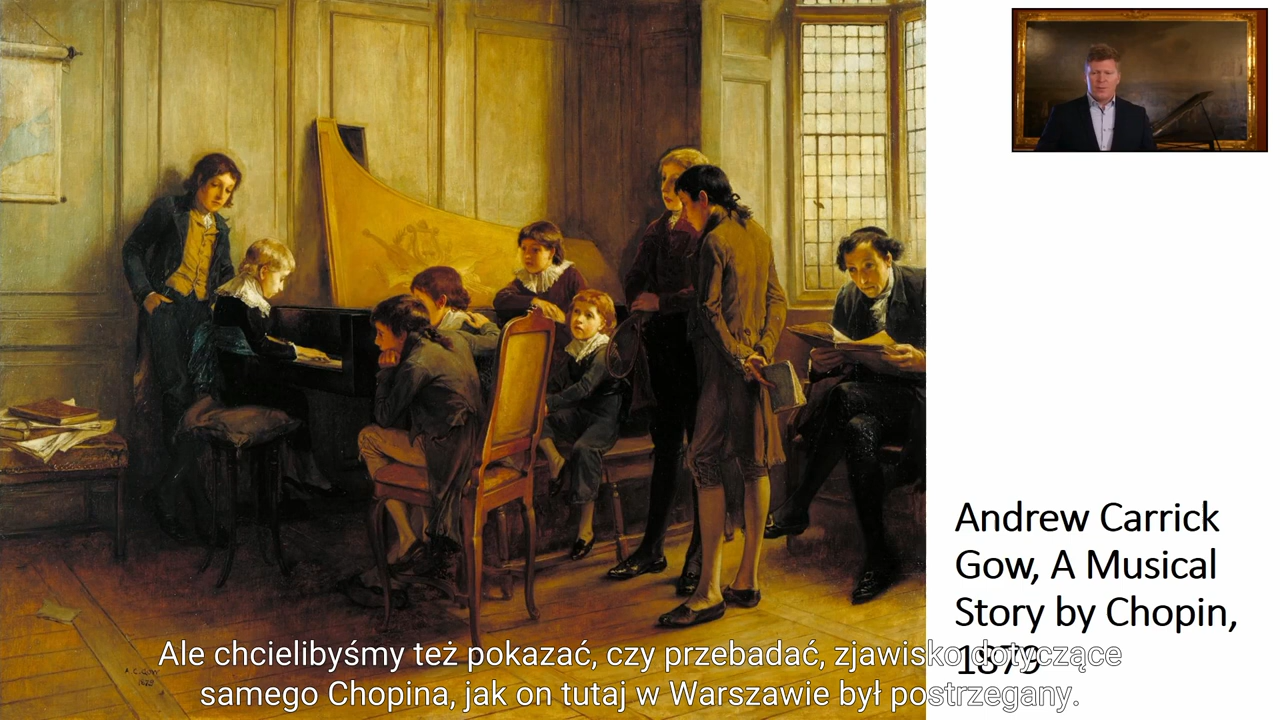 Andrew Carrick
Gow, A Musical
Story by Chopin,
1879
Ale chcielibyśmy też pokazać, czy przebadać, zjawisko dotyczące
samego Chopina, jak on tutaj w Warszawie był postrzegany.